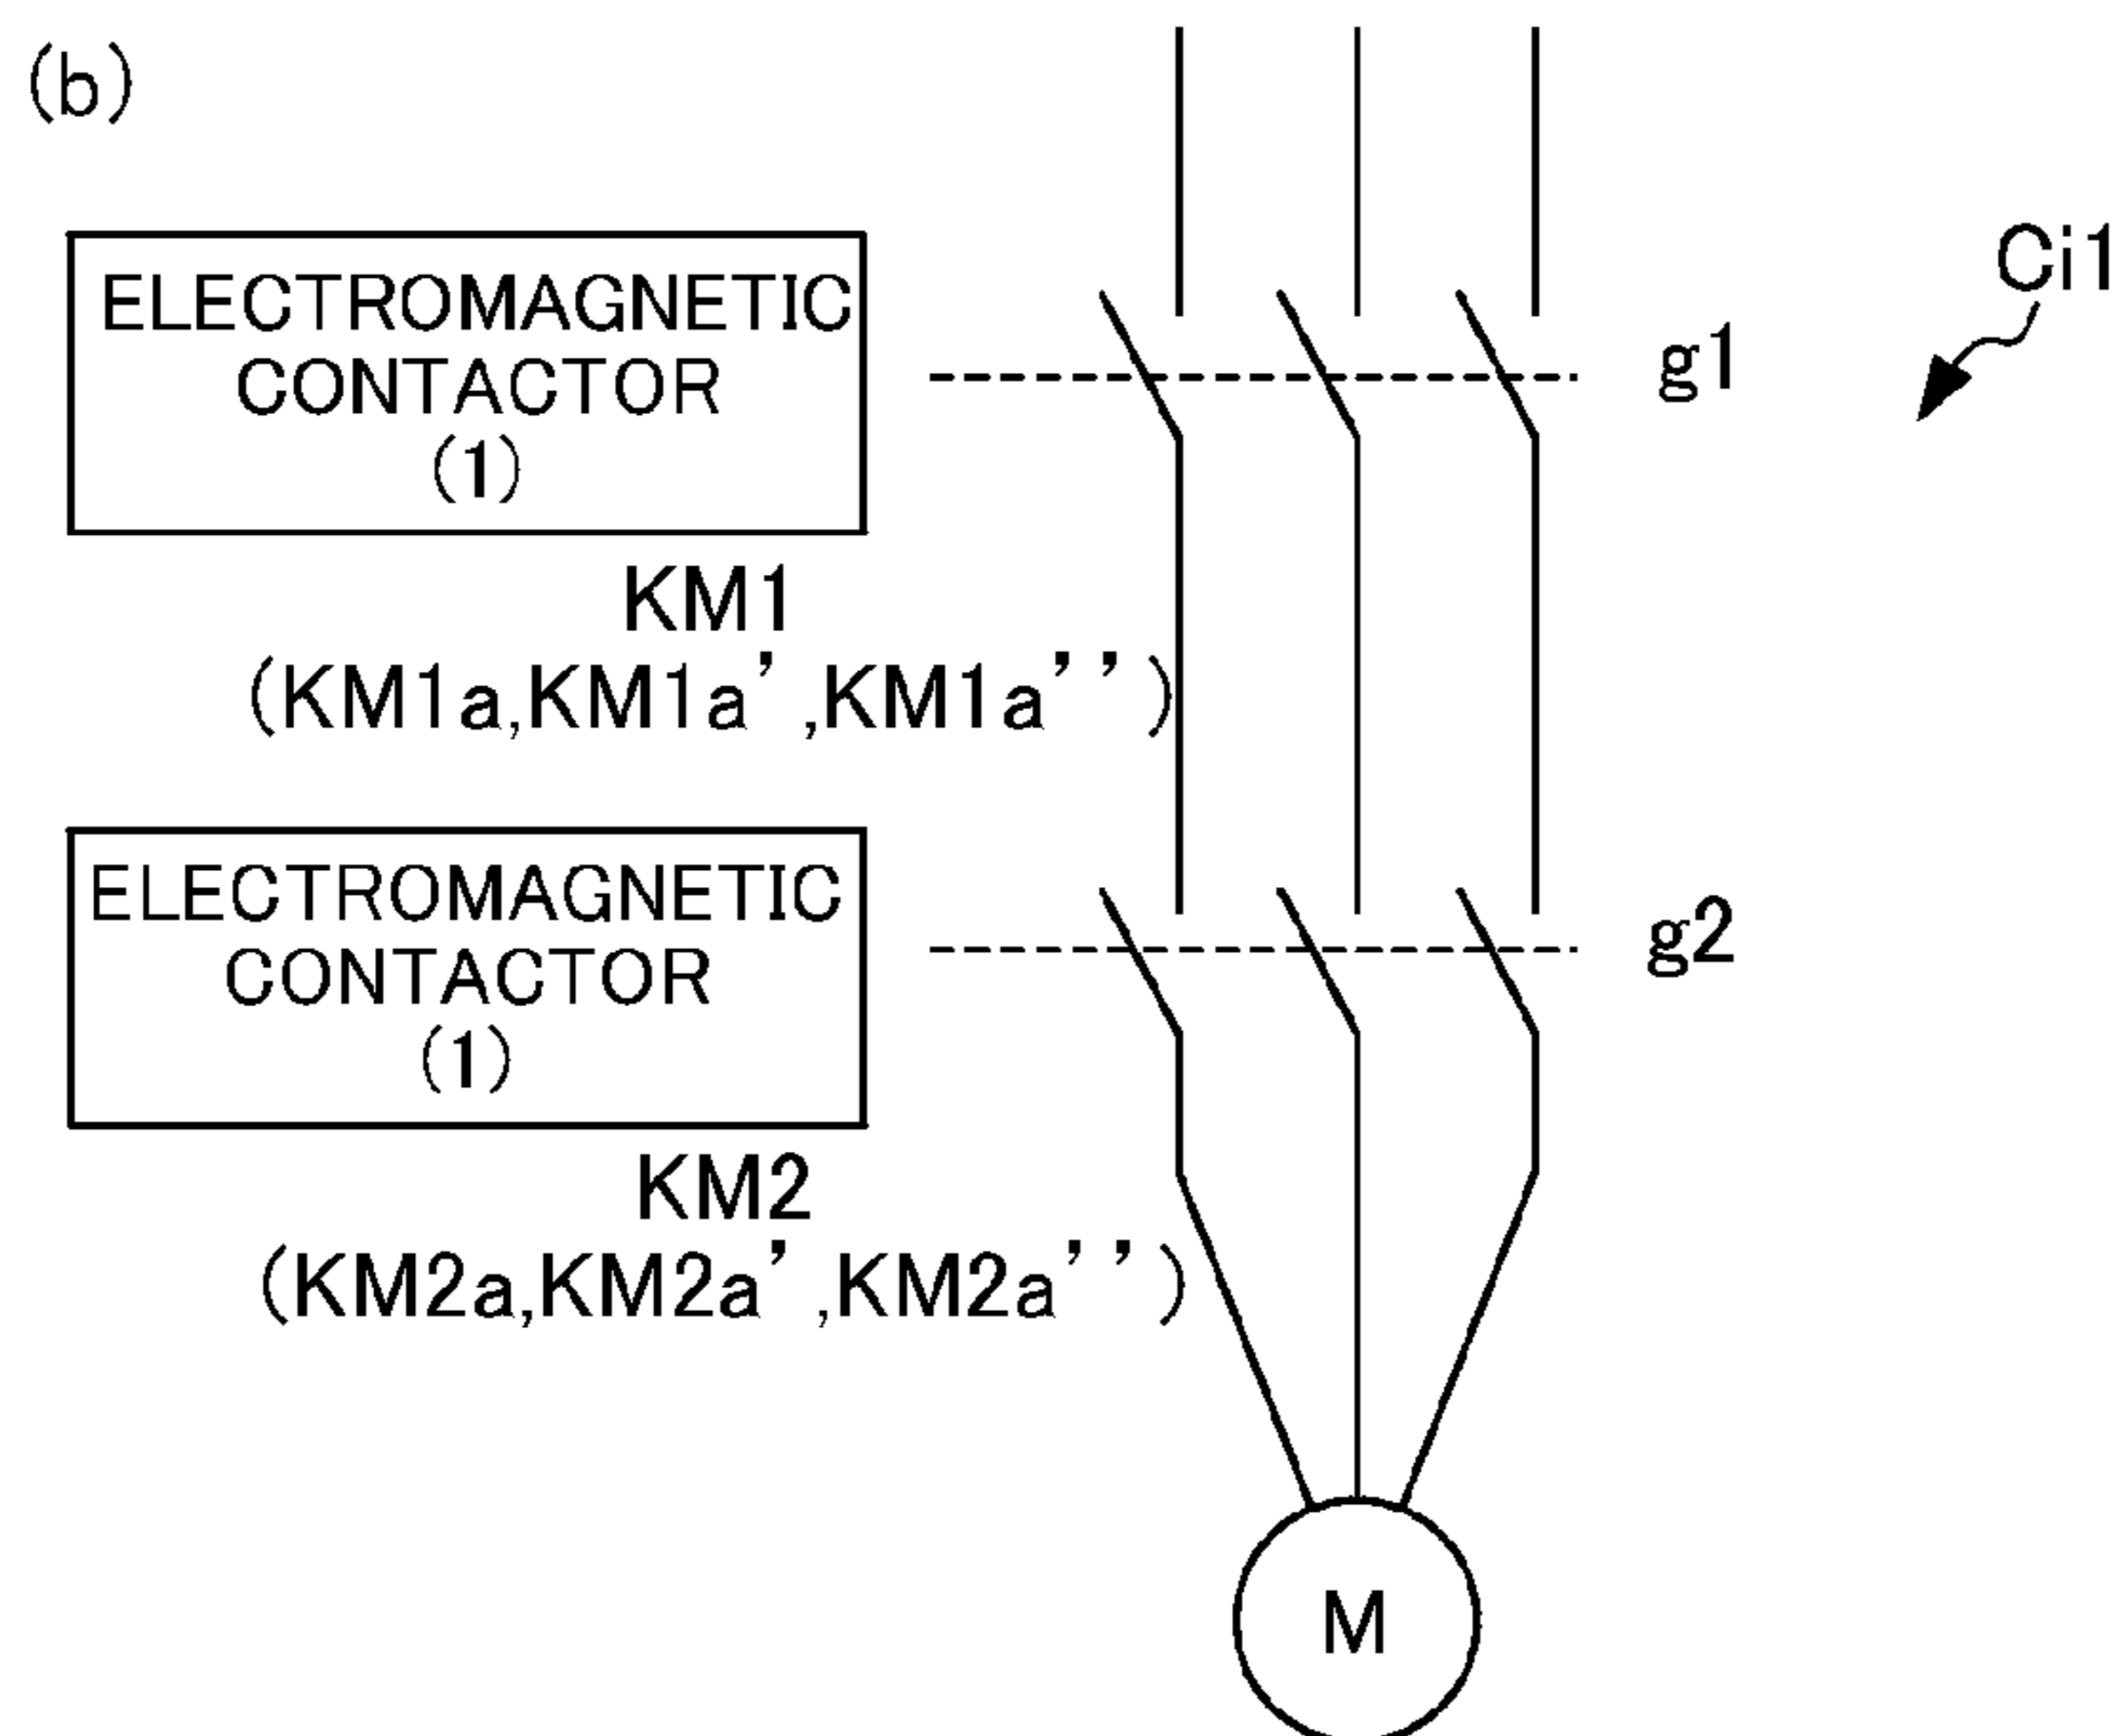 (b)
Ci1
ELECTROMAGNETIC
CONTACTOR
(1)
g1
KM1
(KM1a,KM1a’,KM1a’’)
ELECTROMAGNETIC
CONTACTOR
(1)
g2
KM2
(KM2a,KM2a’,KM2a’’)
M